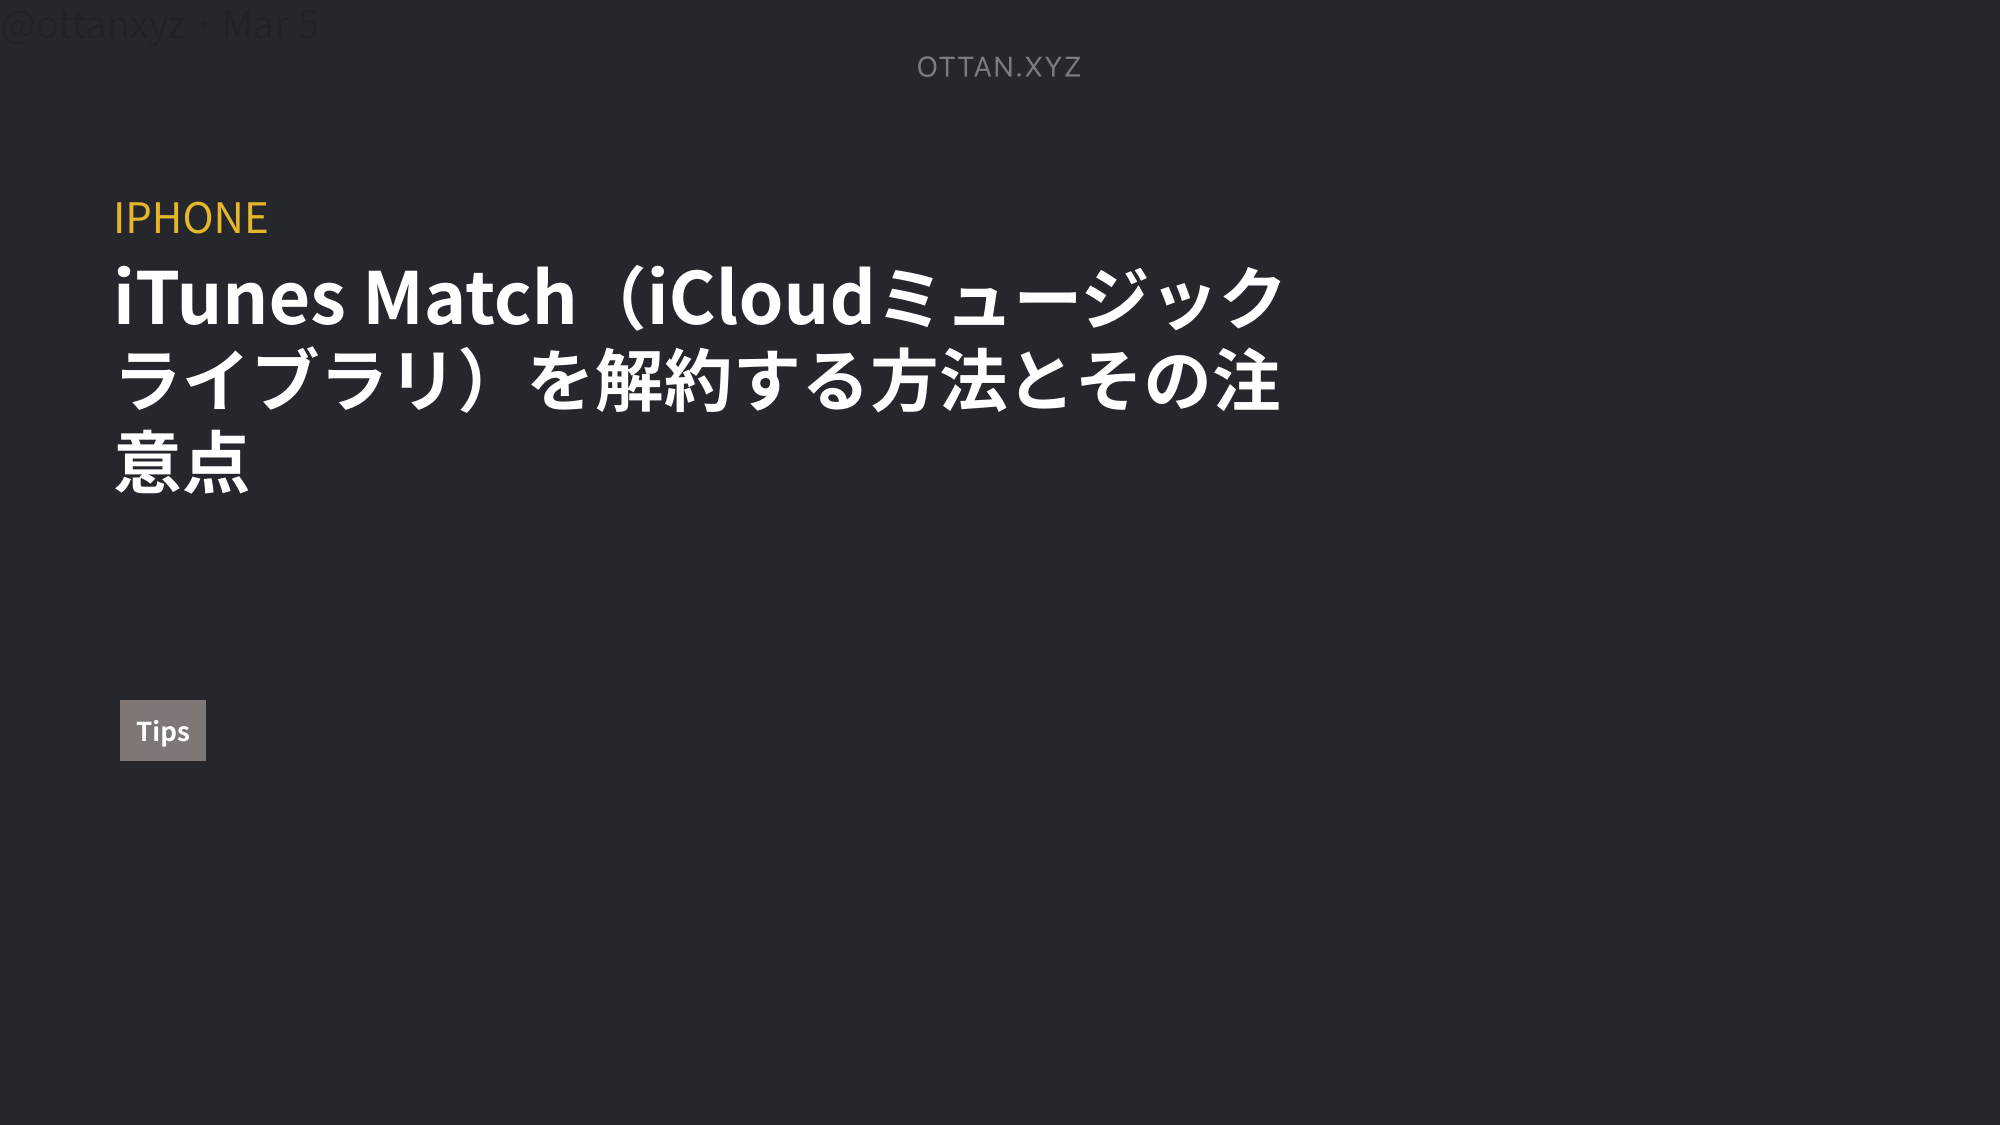 @ottanxyz・Mar 5
OTTAN.XYZ
IPHONE
iTunes Match（iCloudミュージック
ライブラリ）を解約する方法とその注
意点
Tips